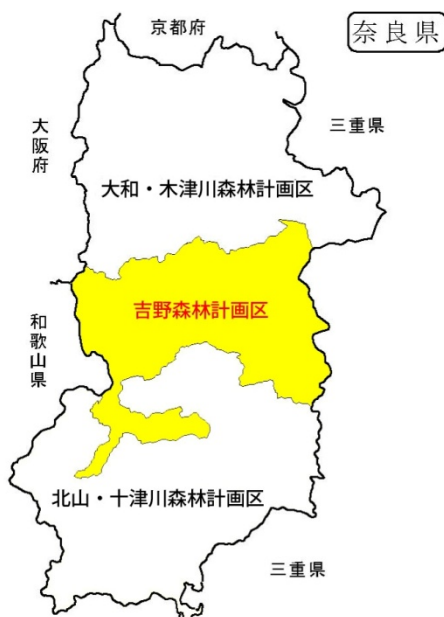 京都府
奈良県
大阪府
三重県
大和・木津川森林計画区
吉野森林計画区
和歌山県
北山・十津川森林計画区
三重県